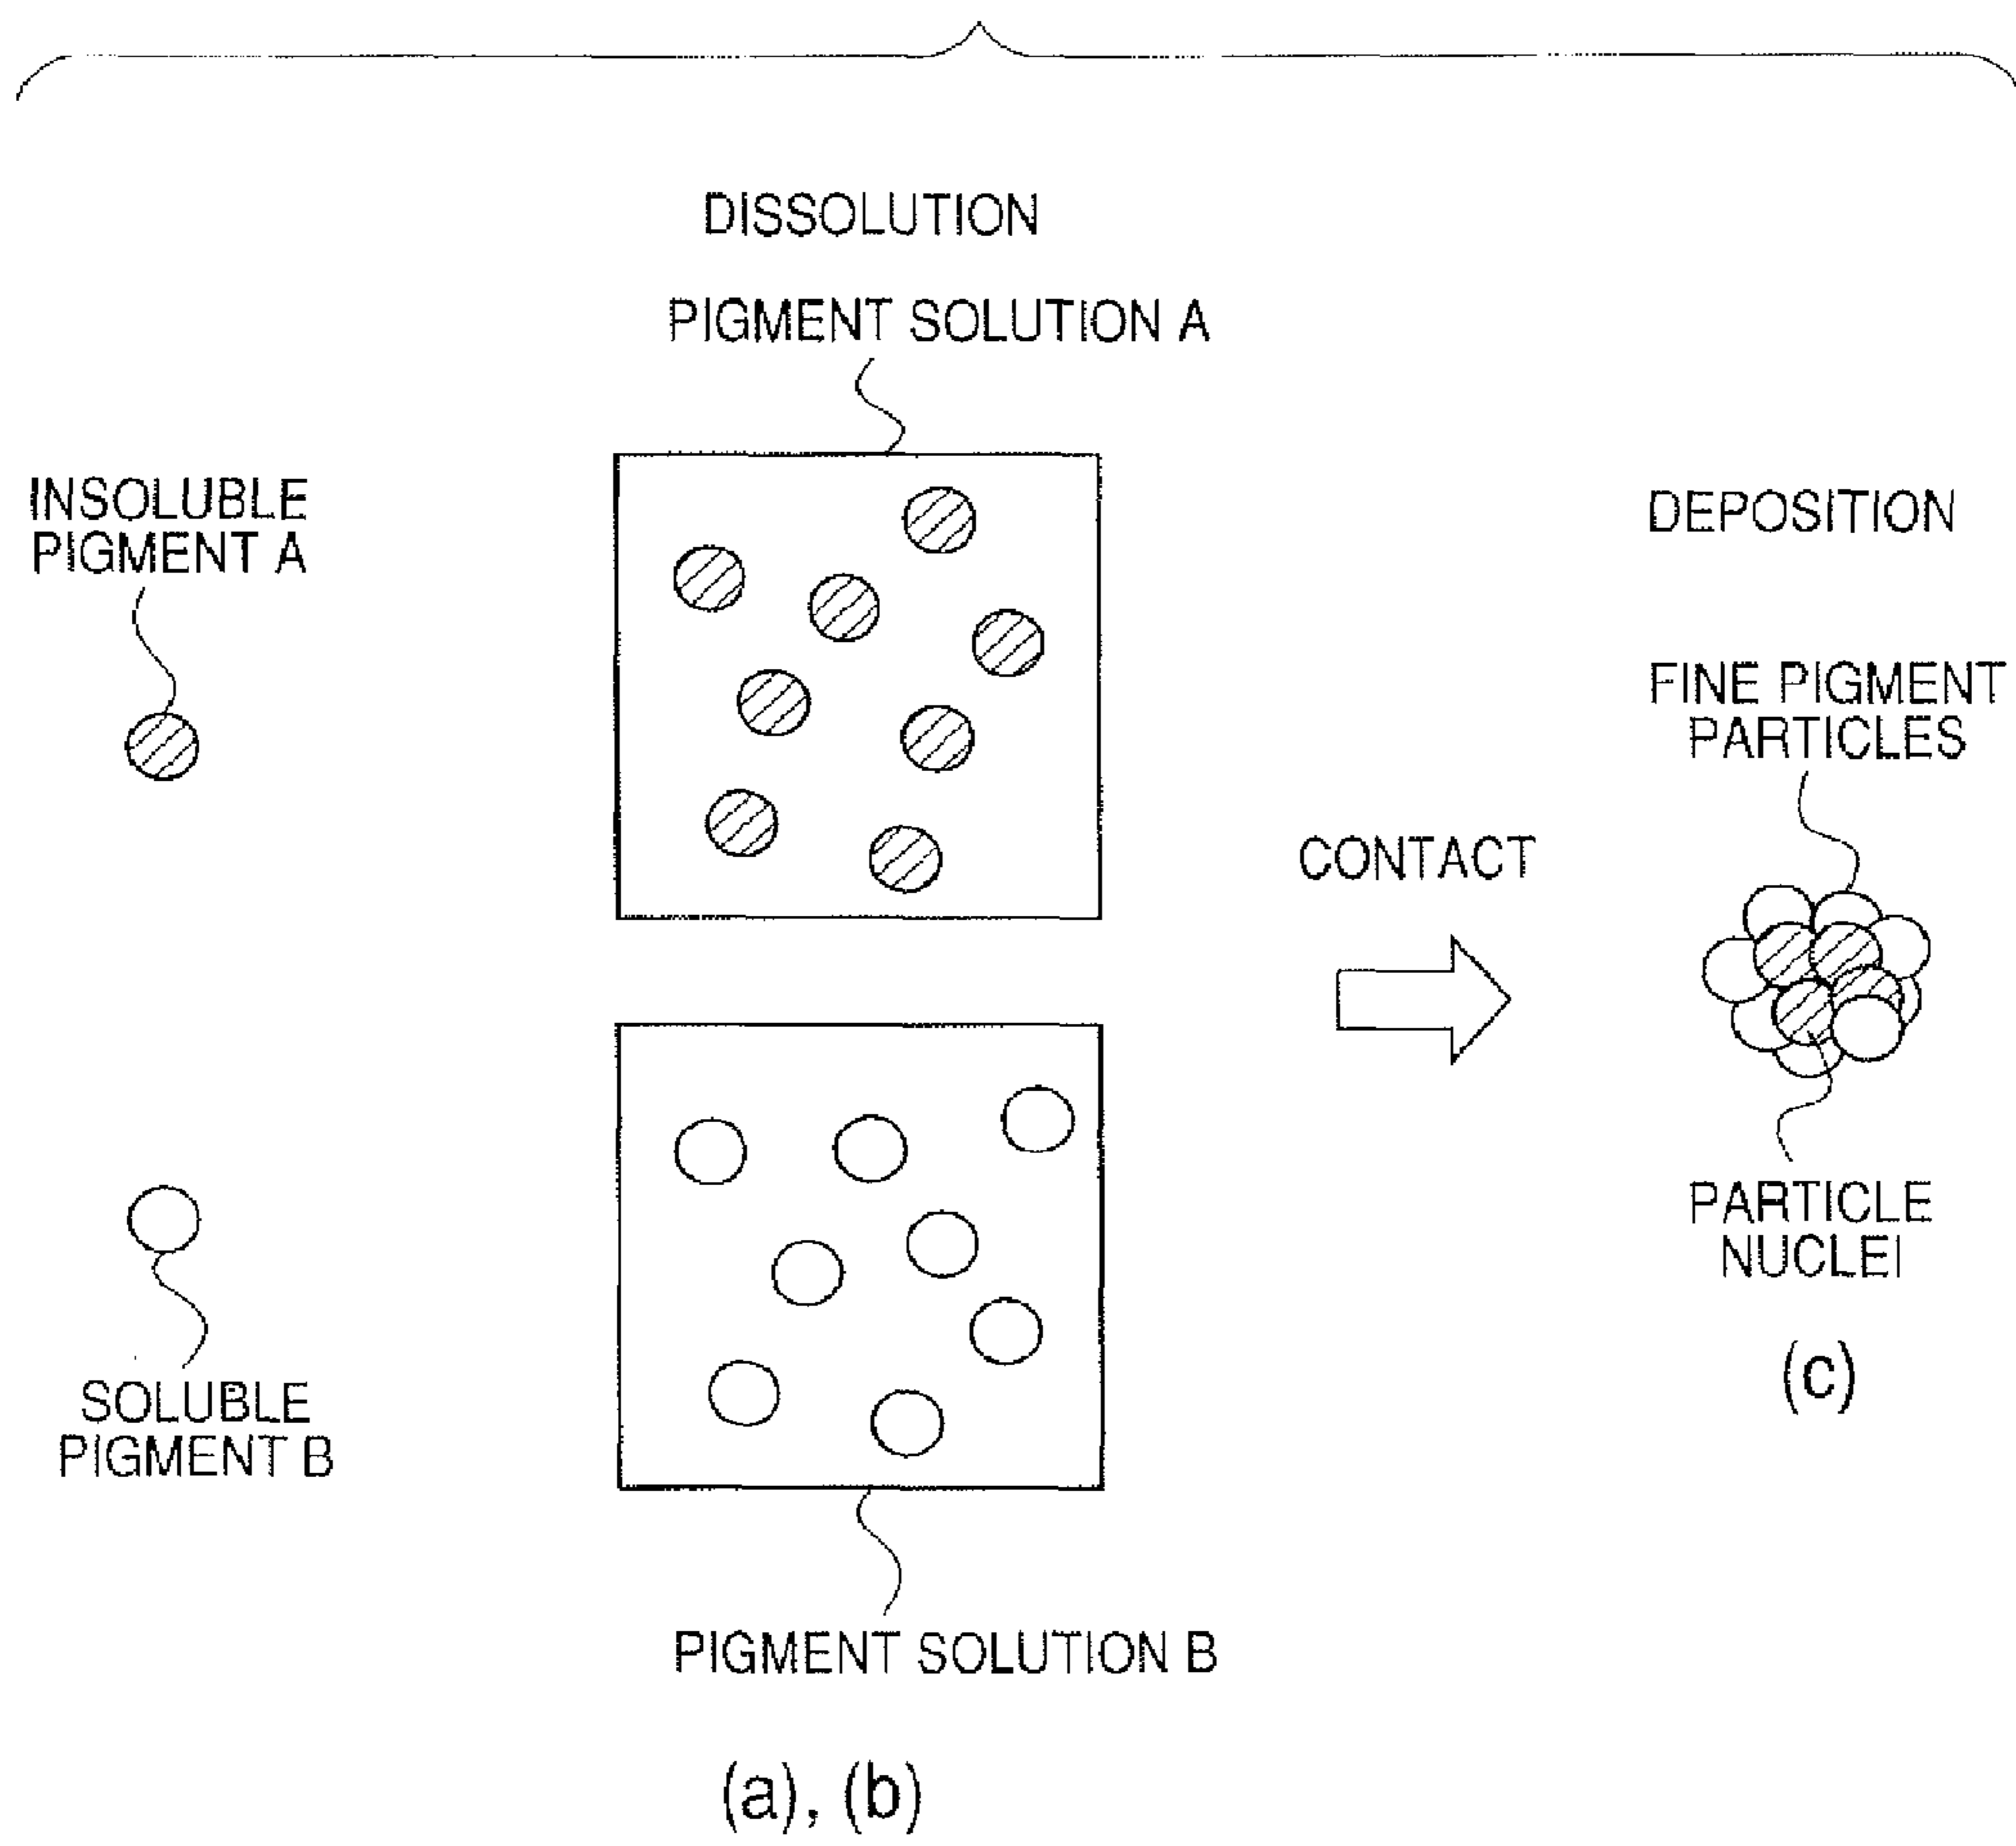 DISSOLUTION
PIGMENT SOLUTION A
INSOLUBLE
PIGMENT A
DEPOSITION
FINE PIGMENT
PARTICLES
CONTACT
PARTICLE
NUCLEI
(c)
SOLUBLE
PIGMENT B
PIGMENT SOLUTION B
(a), (b)